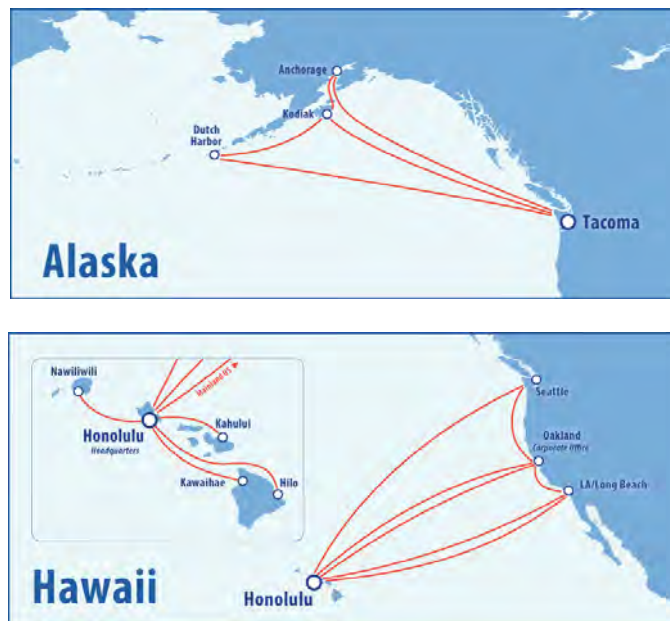 Anchorage
Kodiak
Dutch
Harbor
Tacoma
Alaska
Nawiliwili
Mainland US
Honolulu
Headquarters
Kahului
Kawaihae
Hilo
Seattle
Oakland
Corporate Office
LA/Long Beach
Hawaii
Honolulu